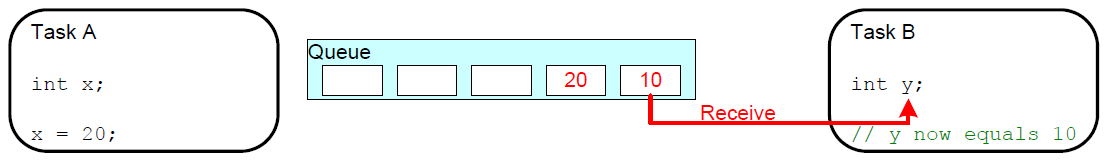 Task A
int x;
x = 20;
Queue
20
10
Receive
Task B
int y;
// y now equals 10